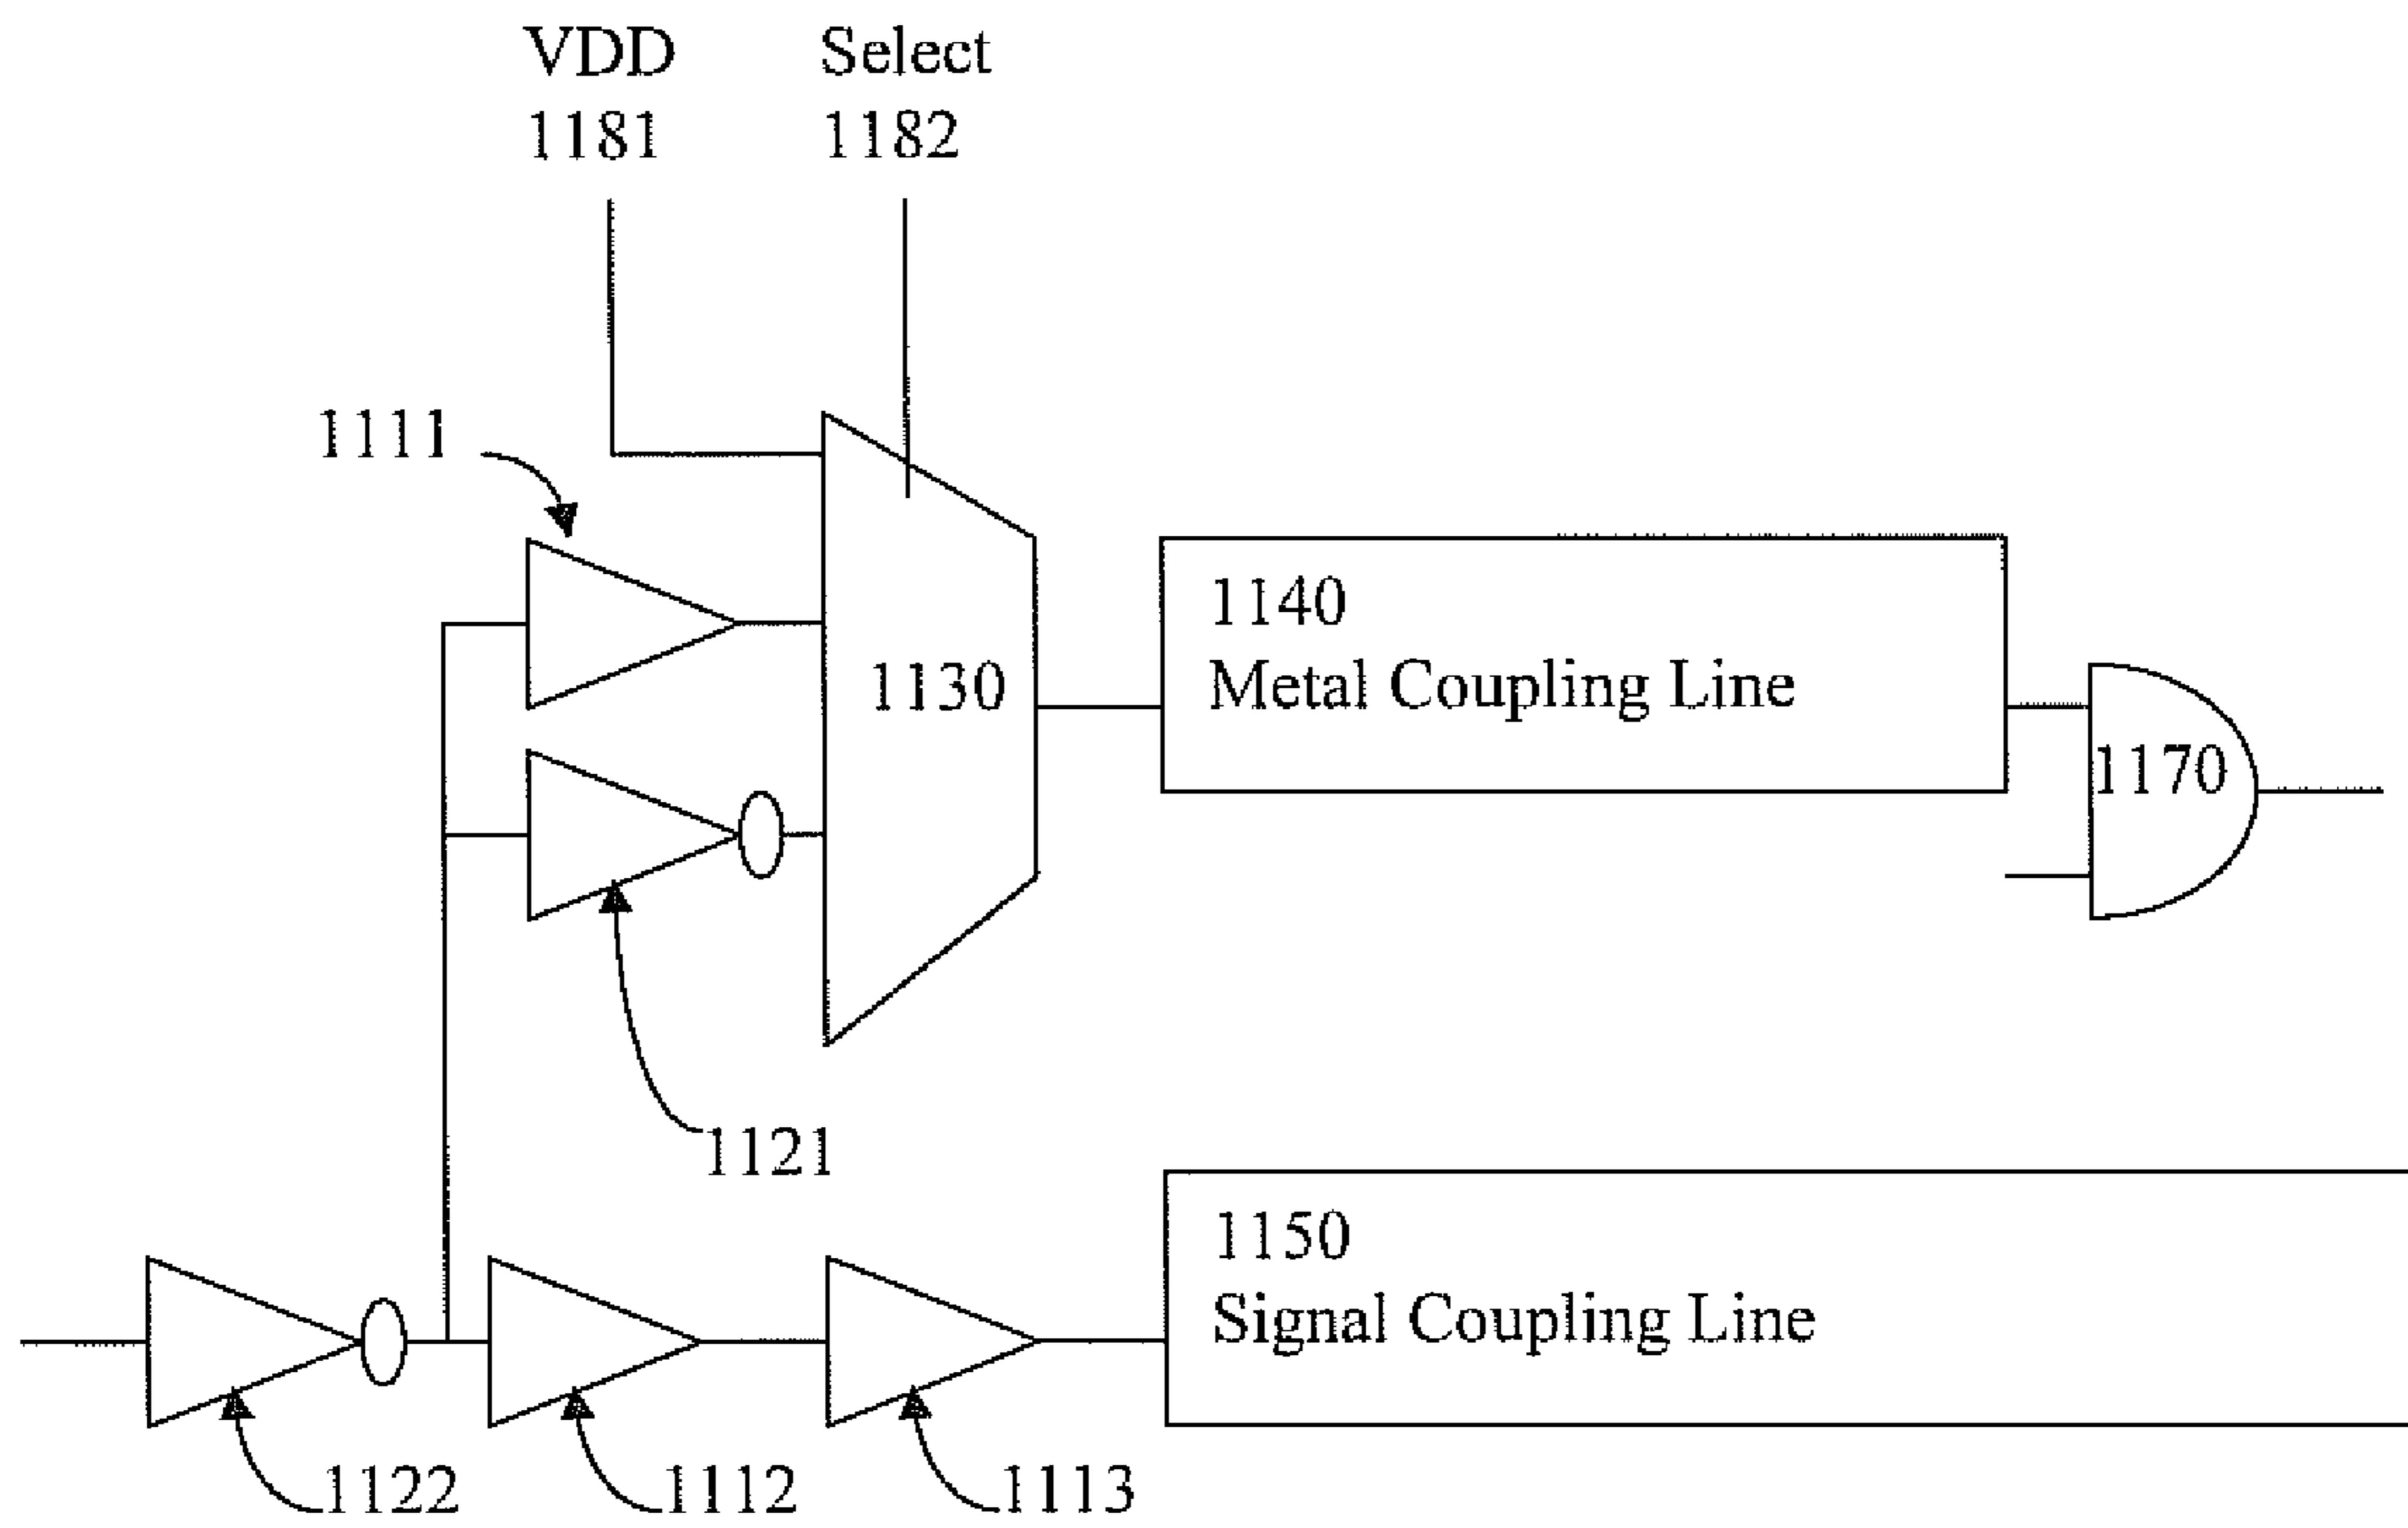 VDD
1181
Select
1182
1111
1130
1140
Metal Coupling Line
1170
1121
1150
Signal Coupling Line
1122
1112
1113